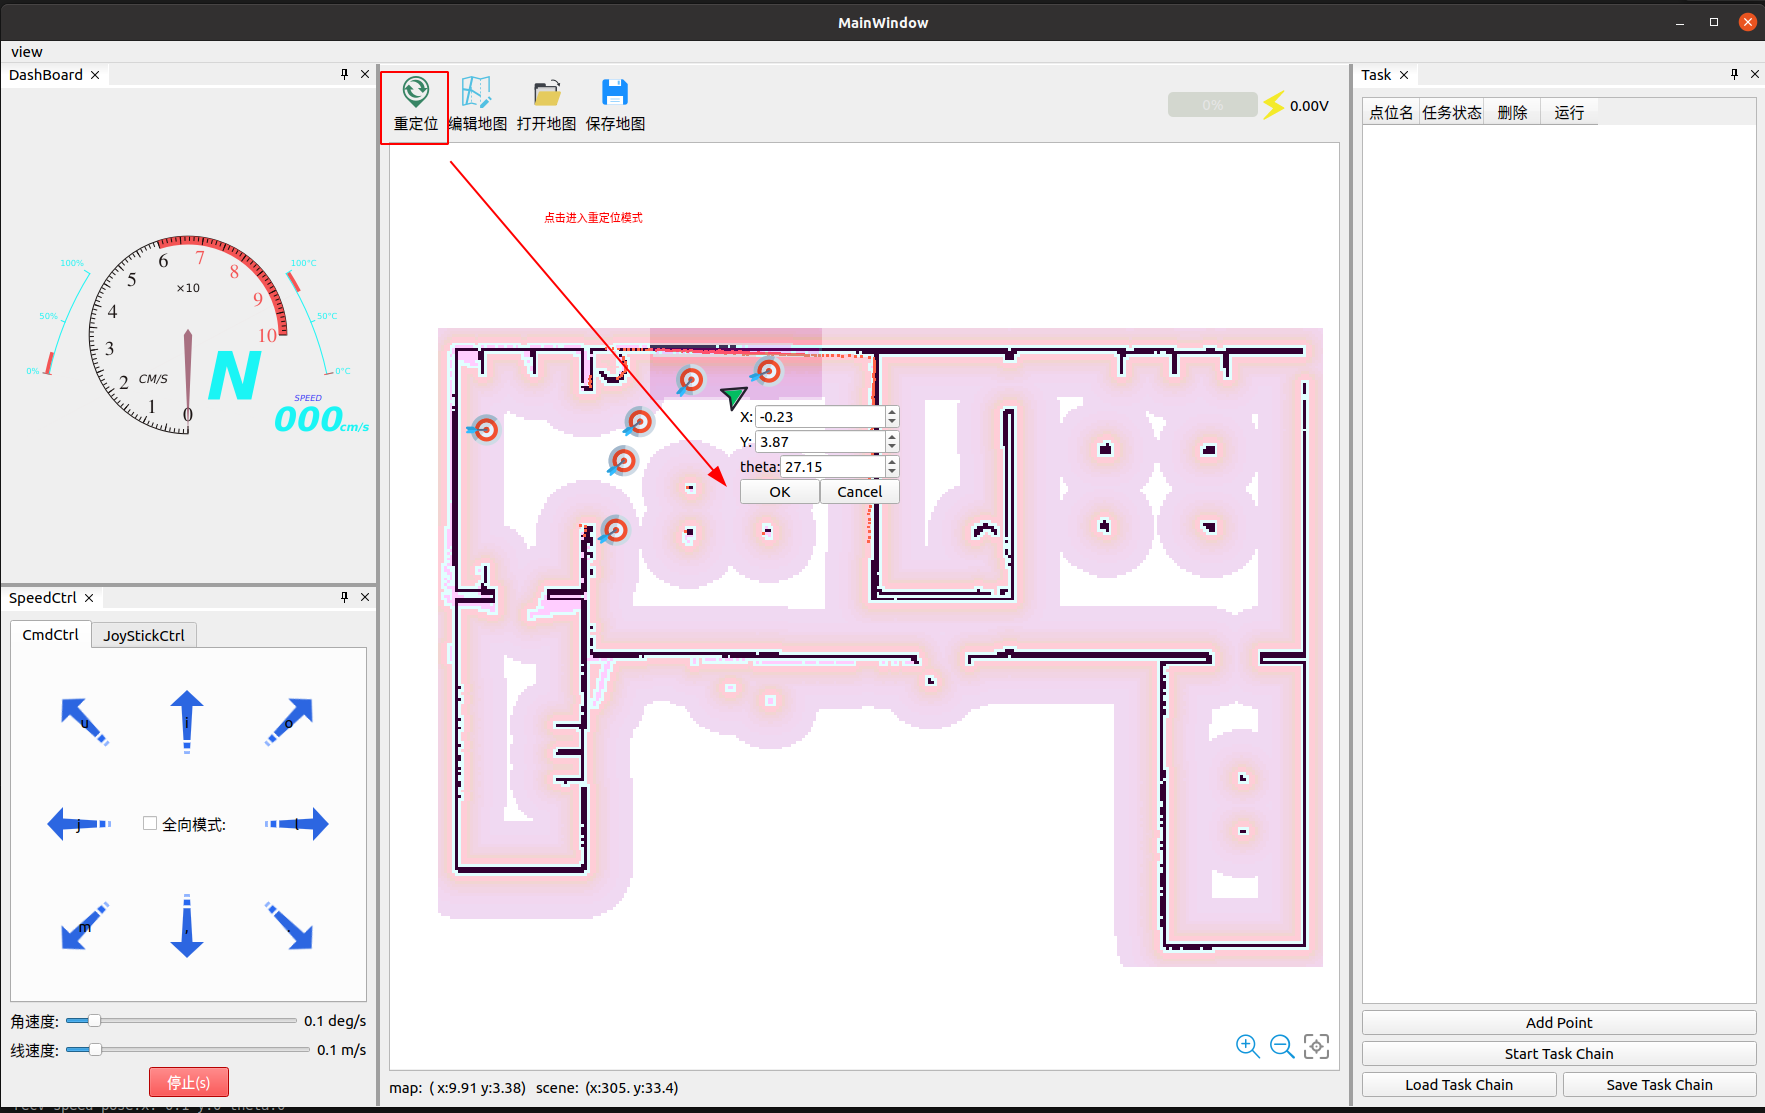 MainWindow
view
DashBoard
Task
重定位
编辑地图
打开地图
保存地图
0%
0.00V
点位名
任务状态
删除
运行
点击进入重定位模式
100%
50%
0%
0
1
2
3
4
5
6
7
8
9
10
×10
CM/S
N
100°C
50°C
0°C
SPEED
000cm/s
X: -0.23
Y: 3.87
theta: 27.15
OK
Cancel
SpeedCtrl
CmdCtrl
JoyStickCtrl
u
i
o
j
全向模式:
l
m
,
.
角速度:
0.1 deg/s
线速度:
0.1 m/s
停止(s)
map: ( x:9.91 y:3.38) scene: (x:305. y:33.4)
Add Point
Start Task Chain
Load Task Chain
Save Task Chain